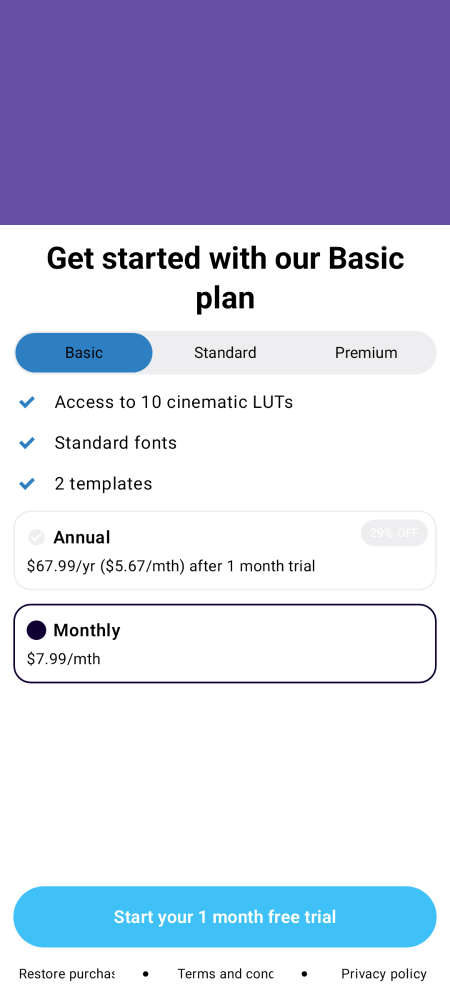 Get started with our Basic
plan
Basic
Standard
Premium
Access to 10 cinematic LUTs
Standard fonts
2 templates
Annual
29% OFF
$67.99/yr ($5.67/mth) after 1 month trial
Monthly
$7.99/mth
Start your 1 month free trial
Restore purchas
Terms and conc
Privacy policy